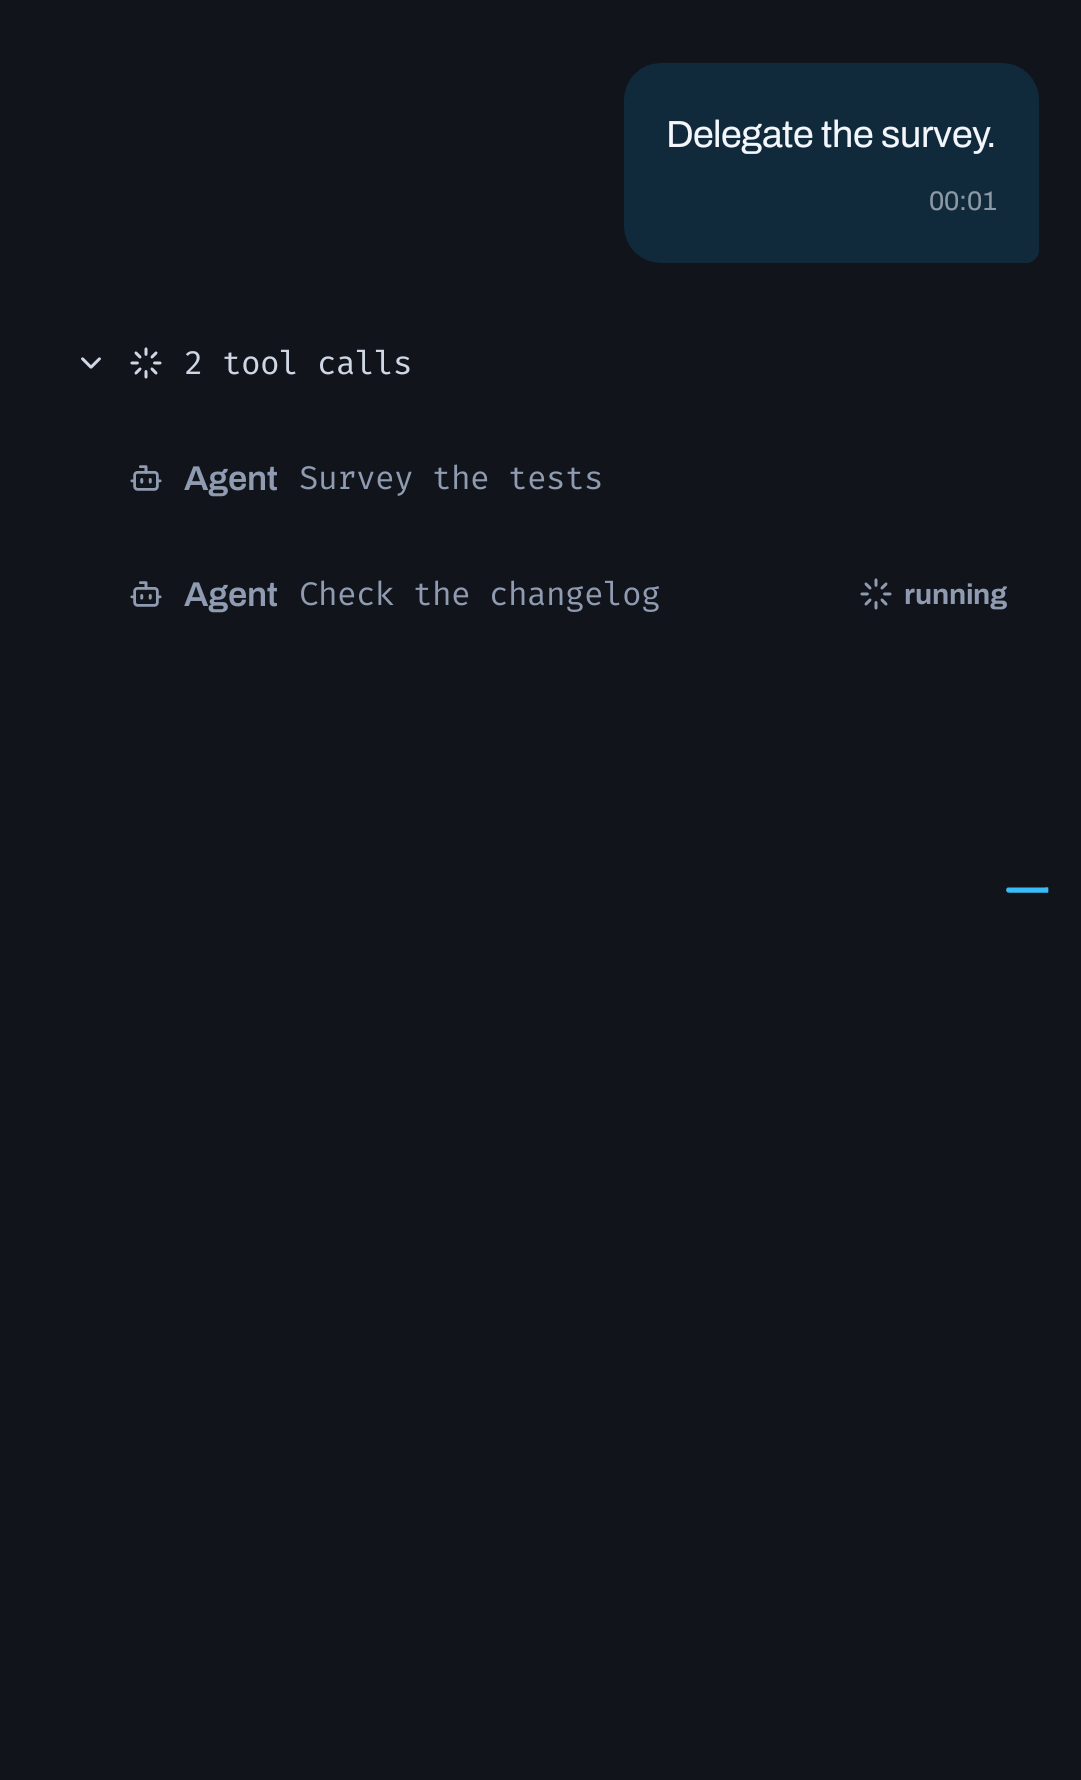 Delegate the survey.
00:01
2 tool calls
Agent Survey the tests
Agent Check the changelog running